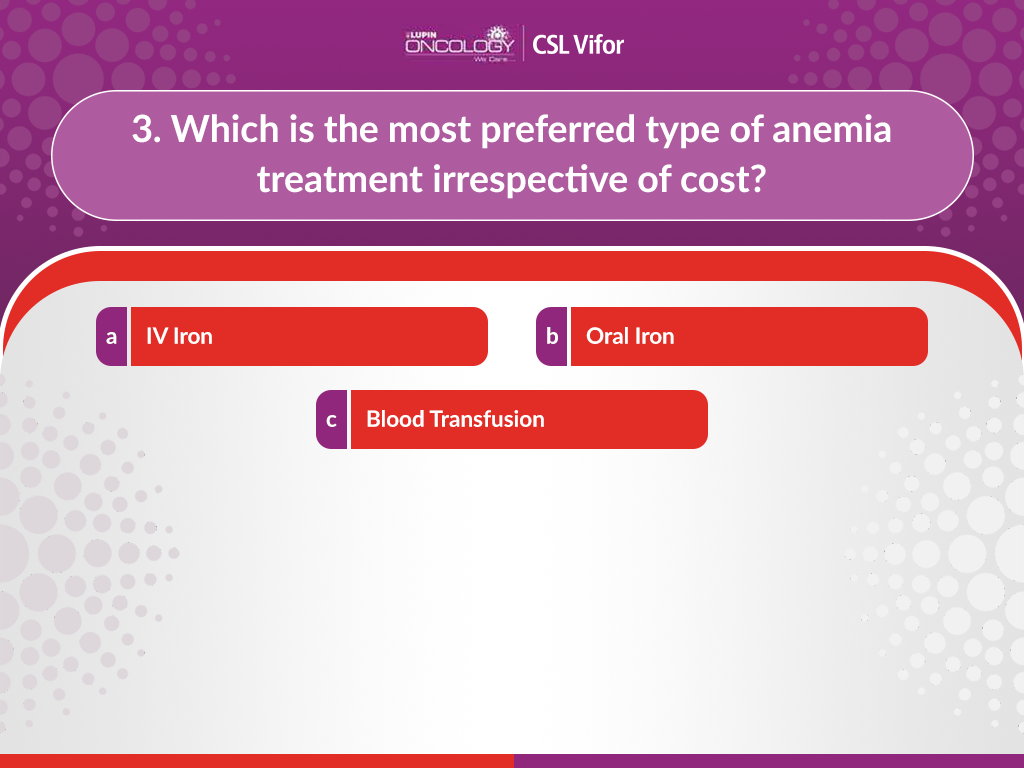 LUPIN
ONCOLOGY
We Care
CSL Vifor
3. Which is the most preferred type of anemia
treatment irrespective of cost?
a IV Iron
b Oral Iron
c Blood Transfusion